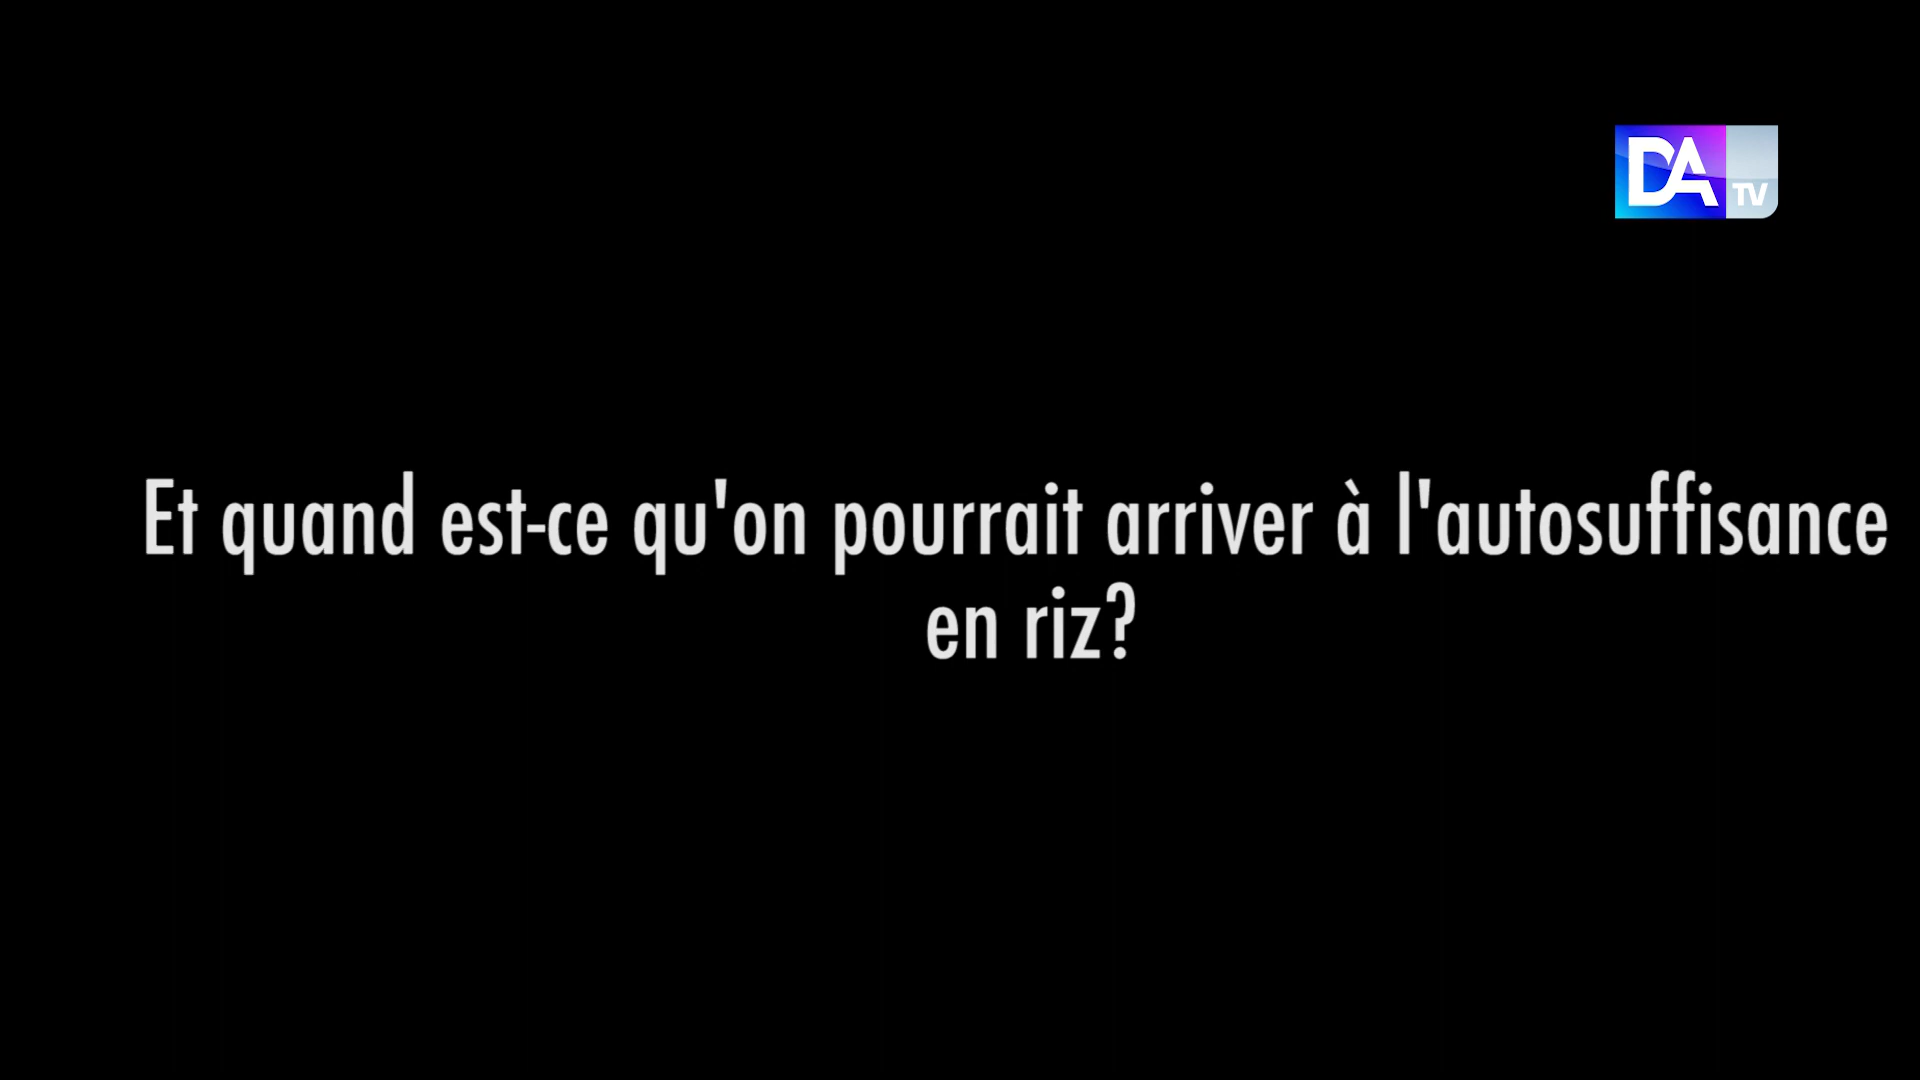 DA TV
Et quand est-ce qu'on pourrait arriver à l'autosuffisance
en riz?